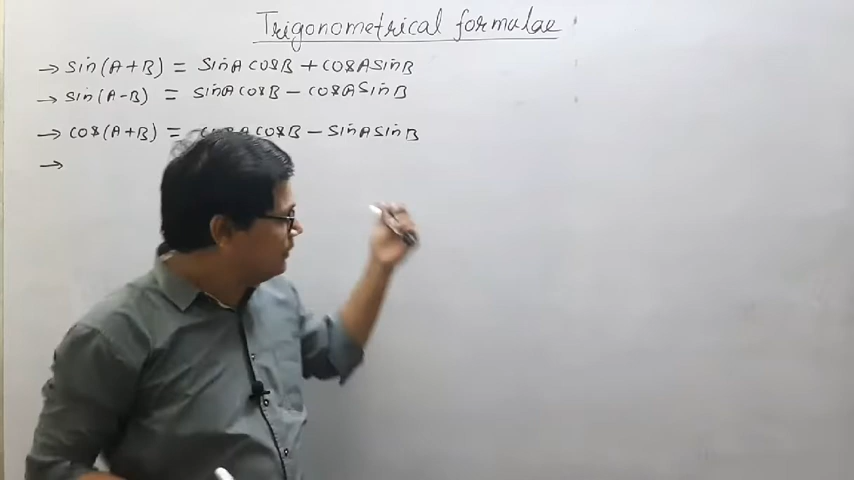 Trigonometrical formulae
→ sin(A+B) = sinA cosB + cosA sinB
→ sin(A-B) = sinA cosB - cosA sinB
→ cos(A+B) = cosA cosB - sinA sinB
→